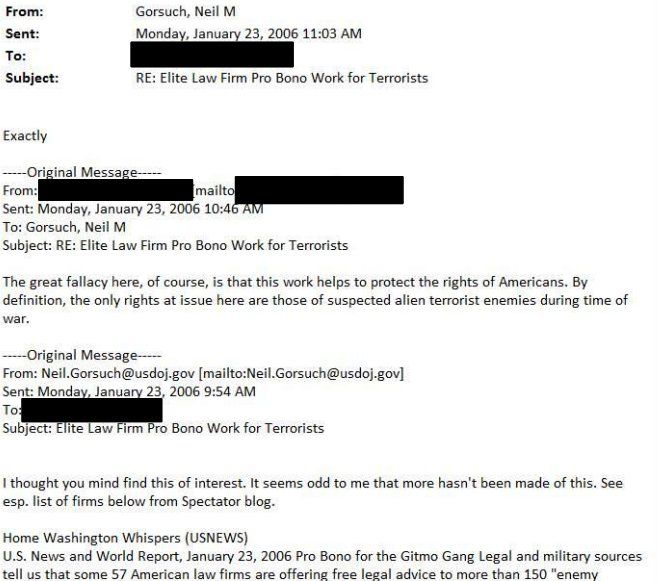 From: Gorsuch, Neil M
Sent: Monday, January 23, 2006 11:03 AM
To:
Subject: RE: Elite Law Firm Pro Bono Work for Terrorists
Exactly
-----Original Message-----
From: [mailto
Sent: Monday, January 23, 2006 10:46 AM
To: Gorsuch, Neil M
Subject: RE: Elite Law Firm Pro Bono Work for Terrorists
The great fallacy here, of course, is that this work helps to protect the rights of Americans. By
definition, the only rights at issue here are those of suspected alien terrorist enemies during time of
war.
-----Original Message-----
From: Neil.Gorsuch@usdoj.gov [mailto:Neil.Gorsuch@usdoj.gov]
Sent: Monday, January 23, 2006 9:54 AM
To:
Subject: Elite Law Firm Pro Bono Work for Terrorists
I thought you mind find this of interest. It seems odd to me that more hasn't been made of this. See
esp. list of firms below from Spectator blog.
Home Washington Whispers (USNEWS)
U.S. News and World Report, January 23, 2006 Pro Bono for the Gitmo Gang Legal and military sources
tell us that some 57 American law firms are offering free legal advice to more than 150 "enemy